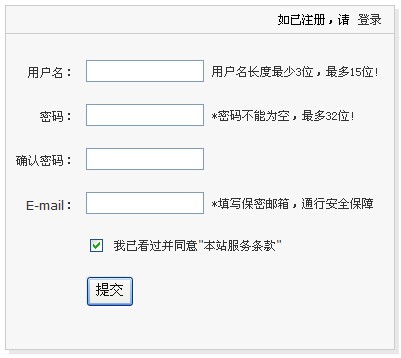 如已注册，请 登录
用户名： 用户名长度最少3位，最多15位!
密码： *密码不能为空，最多32位!
确认密码：
E-mail： *填写保密邮箱，通行安全保障
我已看过并同意"本站服务条款"
提交